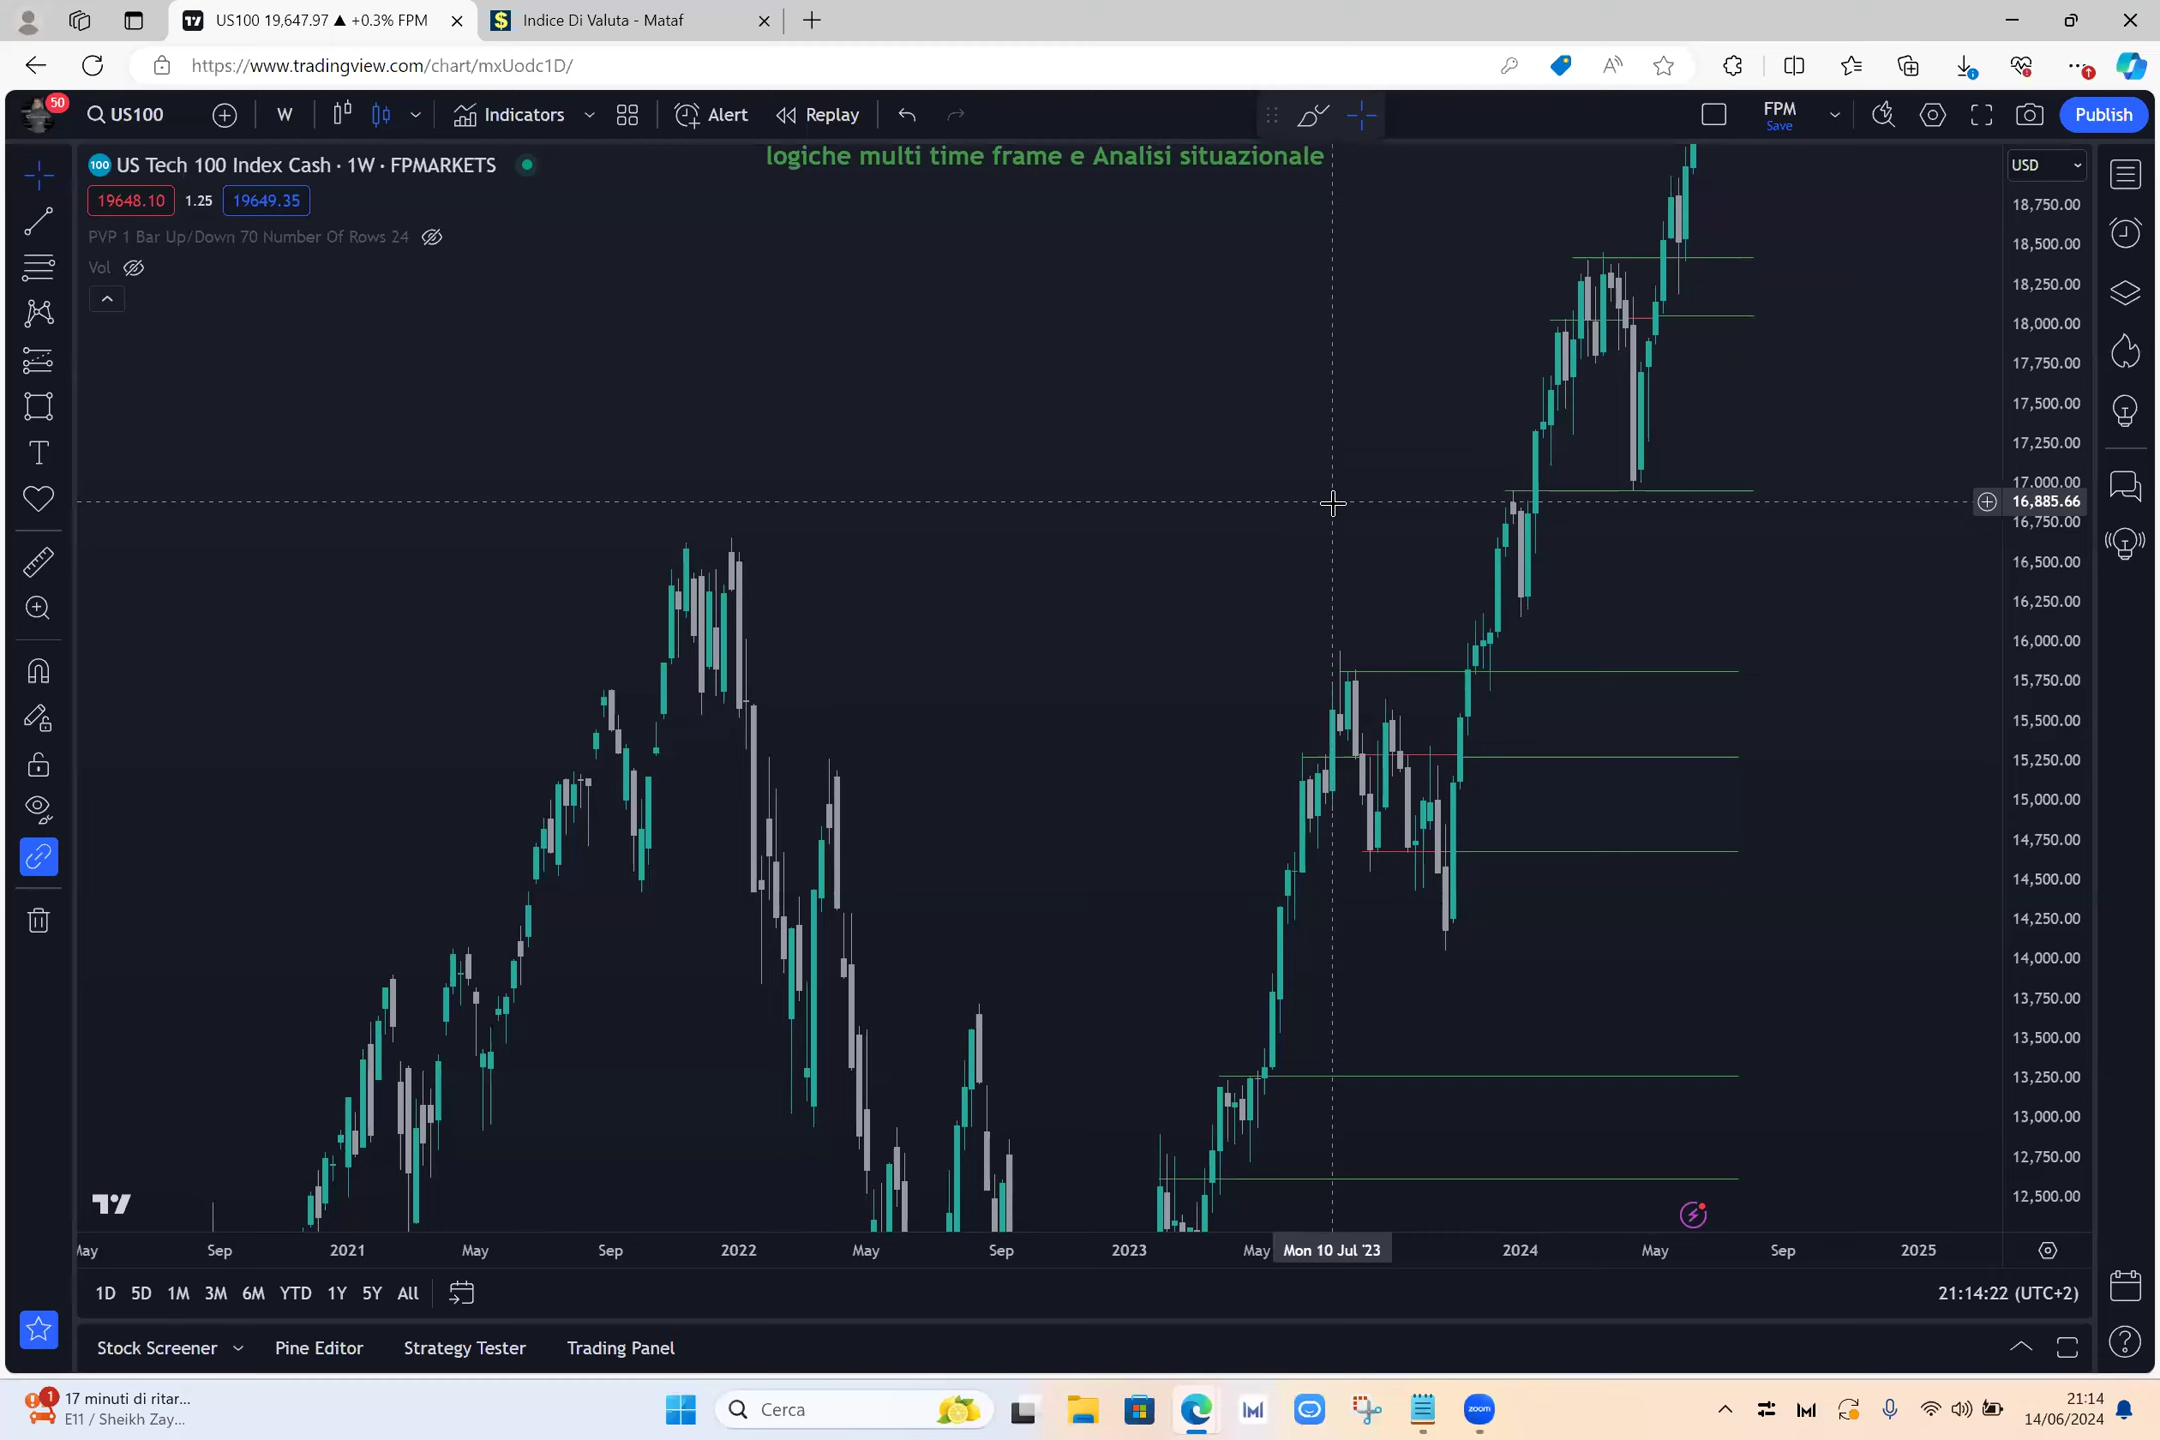 US100 19,647.97 ▲ +0.3% FPM
Indice Di Valuta - Mataf
https://www.tradingview.com/chart/mxUodc1D/
50
US100
W
Indicators
Alert
Replay
FPM
Save
Publish
logiche multi time frame e Analisi situazionale
100 US Tech 100 Index Cash · 1W · FPMARKETS
USD
19648.10 1.25 19649.35
PVP 1 Bar Up/Down 70 Number Of Rows 24
Vol
18,750.00
18,500.00
18,250.00
18,000.00
17,750.00
17,500.00
17,250.00
17,000.00
16,885.66
16,750.00
16,500.00
16,250.00
16,000.00
15,750.00
15,500.00
15,250.00
15,000.00
14,750.00
14,500.00
14,250.00
14,000.00
13,750.00
13,500.00
13,250.00
13,000.00
12,750.00
12,500.00
May Sep 2021 May Sep 2022 May Sep 2023 May Mon 10 Jul '23 2024 May Sep 2025
1D 5D 1M 3M 6M YTD 1Y 5Y All
21:14:22 (UTC+2)
Stock Screener Pine Editor Strategy Tester Trading Panel
1
17 minuti di ritar...
E11 / Sheikh Zay...
Cerca
zoom
21:14
14/06/2024